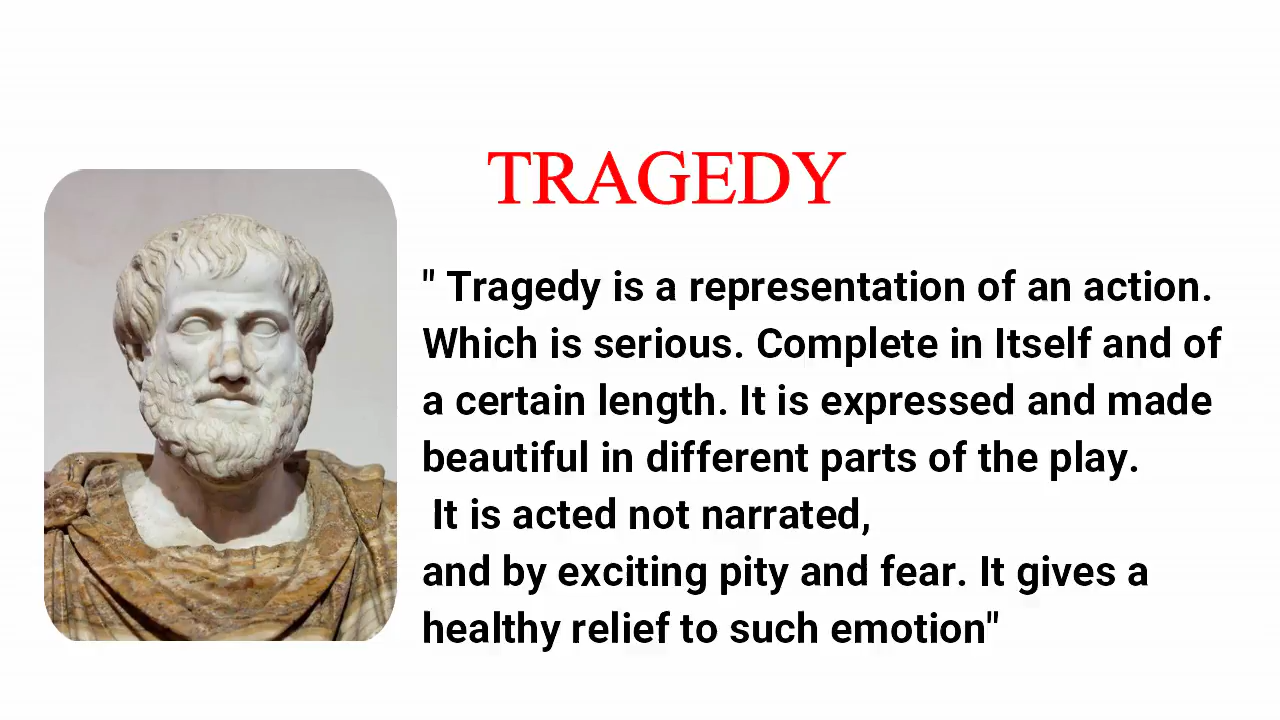 TRAGEDY
" Tragedy is a representation of an action.
Which is serious. Complete in Itself and of
a certain length. It is expressed and made
beautiful in different parts of the play.
It is acted not narrated,
and by exciting pity and fear. It gives a
healthy relief to such emotion"